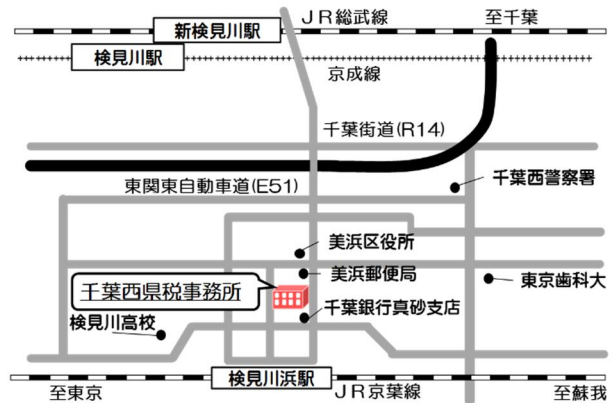 JR総武線
至千葉
新検見川駅
検見川駅
京成線
千葉街道(R14)
千葉西警察署
東関東自動車道(E51)
美浜区役所
美浜郵便局
東京歯科大
千葉西県税事務所
千葉銀行真砂支店
検見川高校
検見川浜駅
至東京
JR京葉線
至蘇我